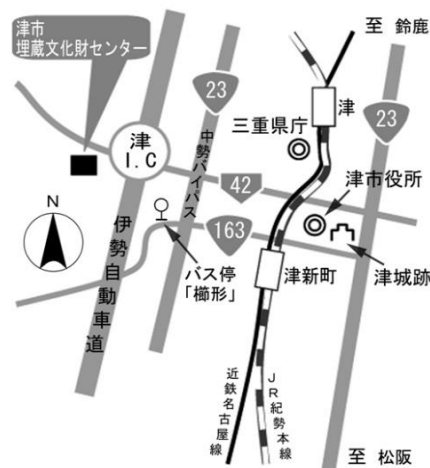 津市
埋蔵文化財センター
至 鈴鹿
23
津
23
三重県庁
津
I.C
中勢バイパス
42
津市役所
N
163
伊勢自動車道
バス停
「櫛形」
津新町
津城跡
近鉄名古屋線
JR紀勢本線
至 松阪